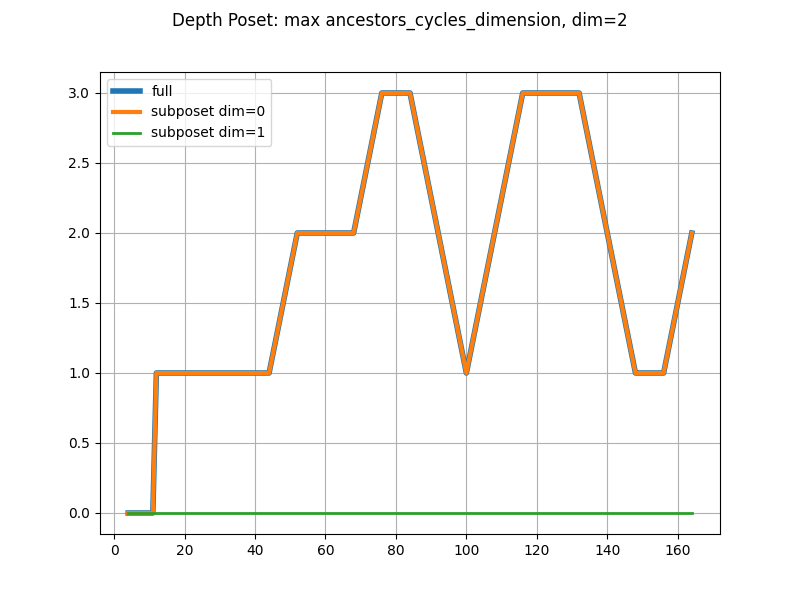 Depth Poset: max ancestors_cycles_dimension, dim=2
full
subposet dim=0
subposet dim=1
3.0
2.5
2.0
1.5
1.0
0.5
0.0
0 20 40 60 80 100 120 140 160